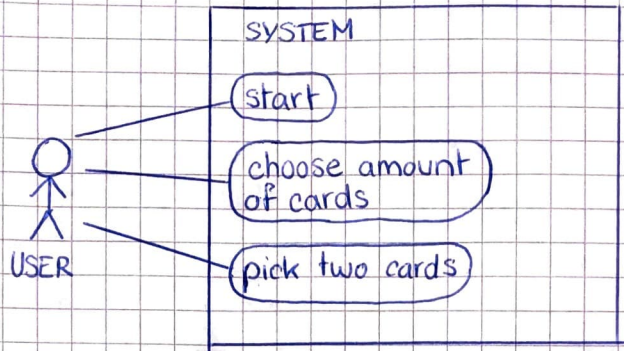 SYSTEM
start
choose amount
of cards
pick two cards
USER